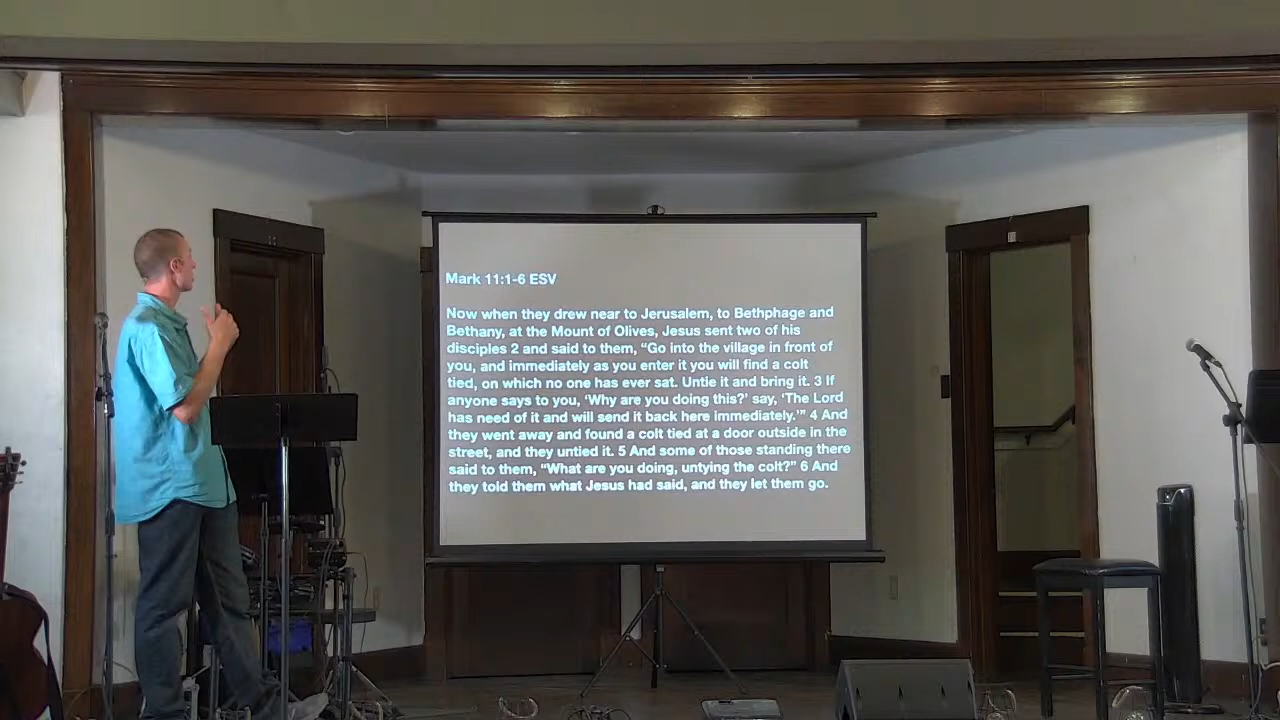 Mark 11:1-6 ESV
Now when they drew near to Jerusalem, to Bethphage and
Bethany, at the Mount of Olives, Jesus sent two of his
disciples 2 and said to them, “Go into the village in front of
you, and immediately as you enter it you will find a colt
tied, on which no one has ever sat. Untie it and bring it. 3 If
anyone says to you, ‘Why are you doing this?’ say, ‘The Lord
has need of it and will send it back here immediately.’” 4 And
they went away and found a colt tied at a door outside in the
street, and they untied it. 5 And some of those standing there
said to them, “What are you doing, untying the colt?” 6 And
they told them what Jesus had said, and they let them go.